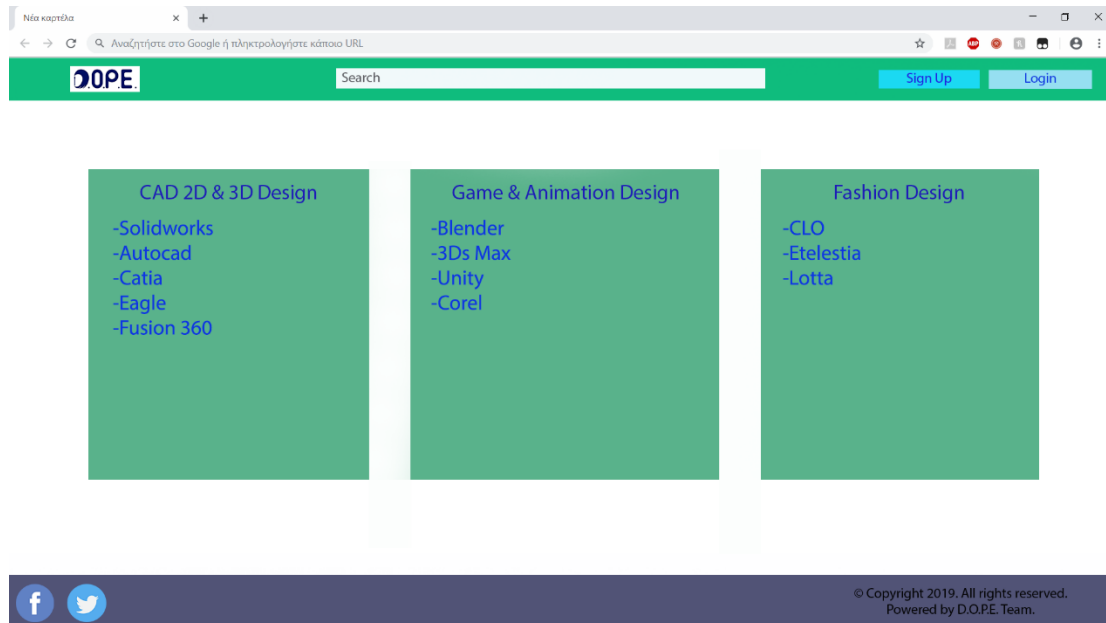 Νέα καρτέλα
Αναζητήστε στο Google ή πληκτρολογήστε κάποιο URL
ABP
D.O.P.E.
Search
Sign Up
Login
CAD 2D & 3D Design
-Solidworks
-Autocad
-Catia
-Eagle
-Fusion 360
Game & Animation Design
-Blender
-3Ds Max
-Unity
-Corel
Fashion Design
-CLO
-Etelestia
-Lotta
f
© Copyright 2019. All rights reserved.
Powered by D.O.P.E. Team.